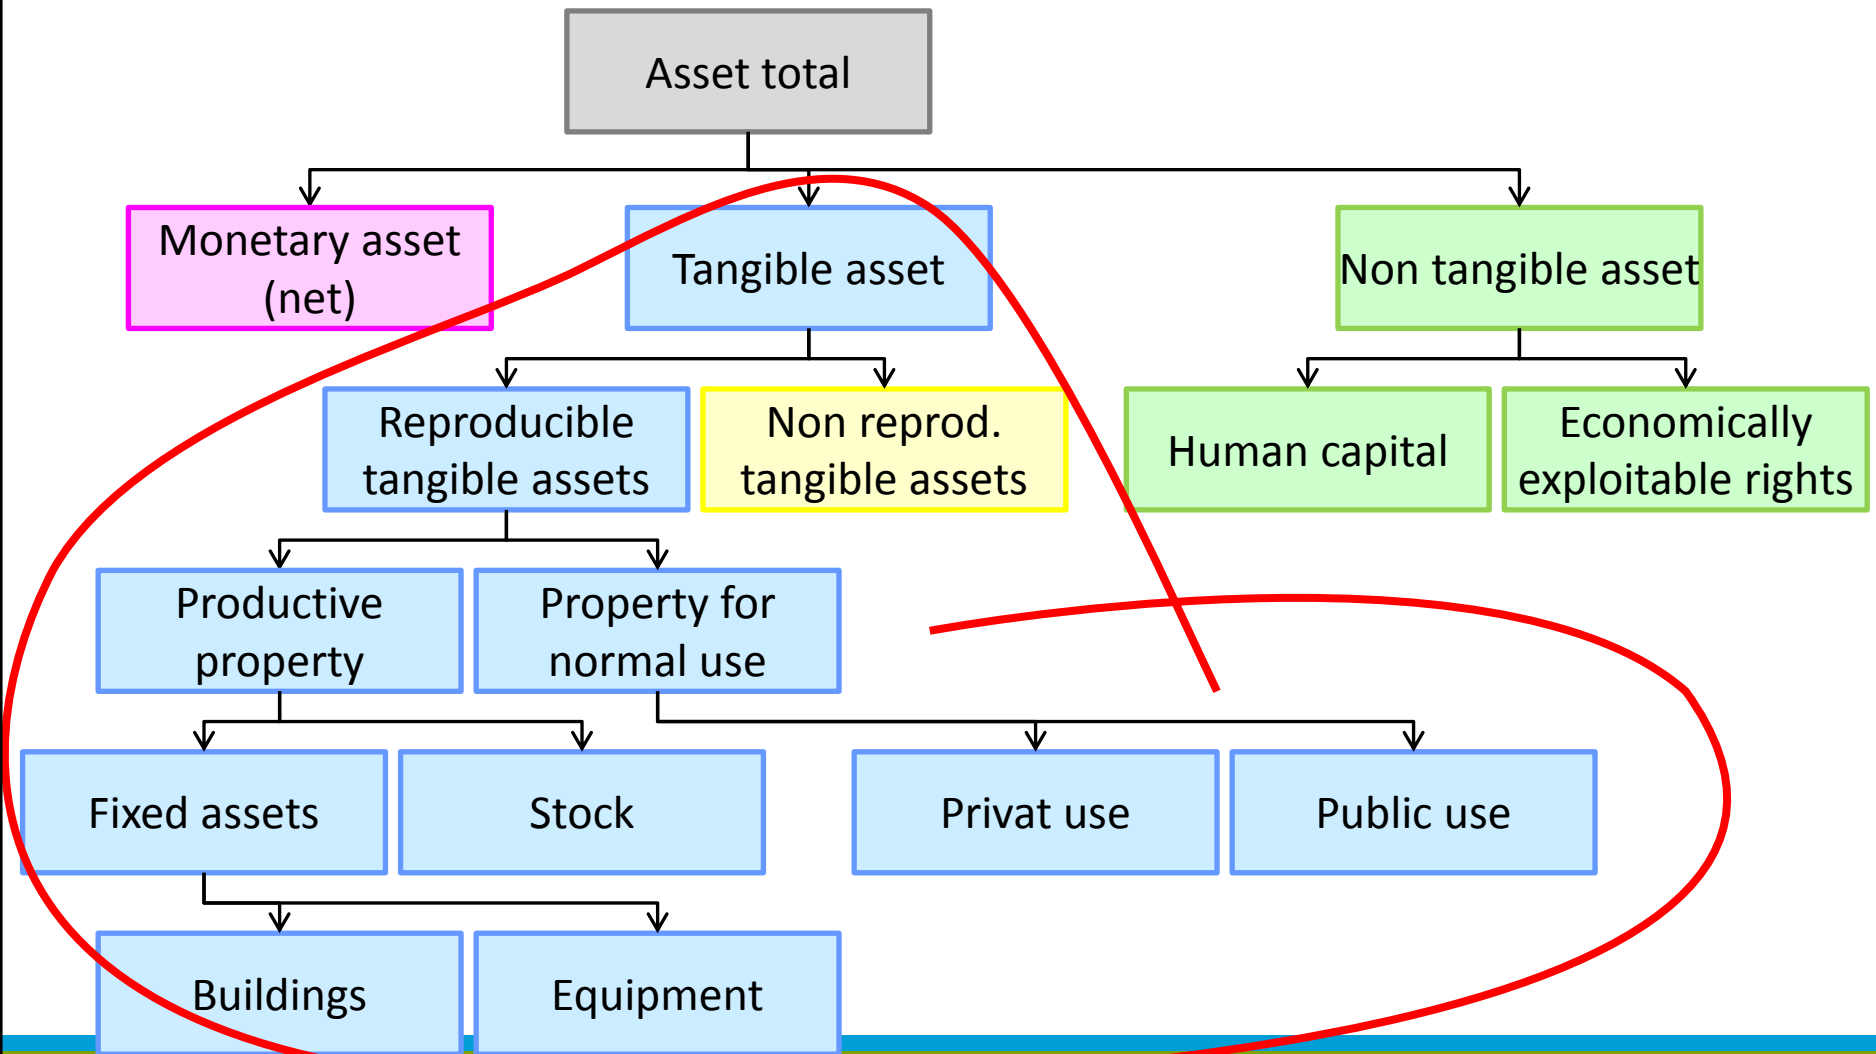 Asset total
Monetary asset
(net)
Tangible asset
Non tangible asset
Reproducible
tangible assets
Non reprod.
tangible assets
Human capital
Economically
exploitable rights
Productive
property
Property for
normal use
Fixed assets
Stock
Privat use
Public use
Buildings
Equipment